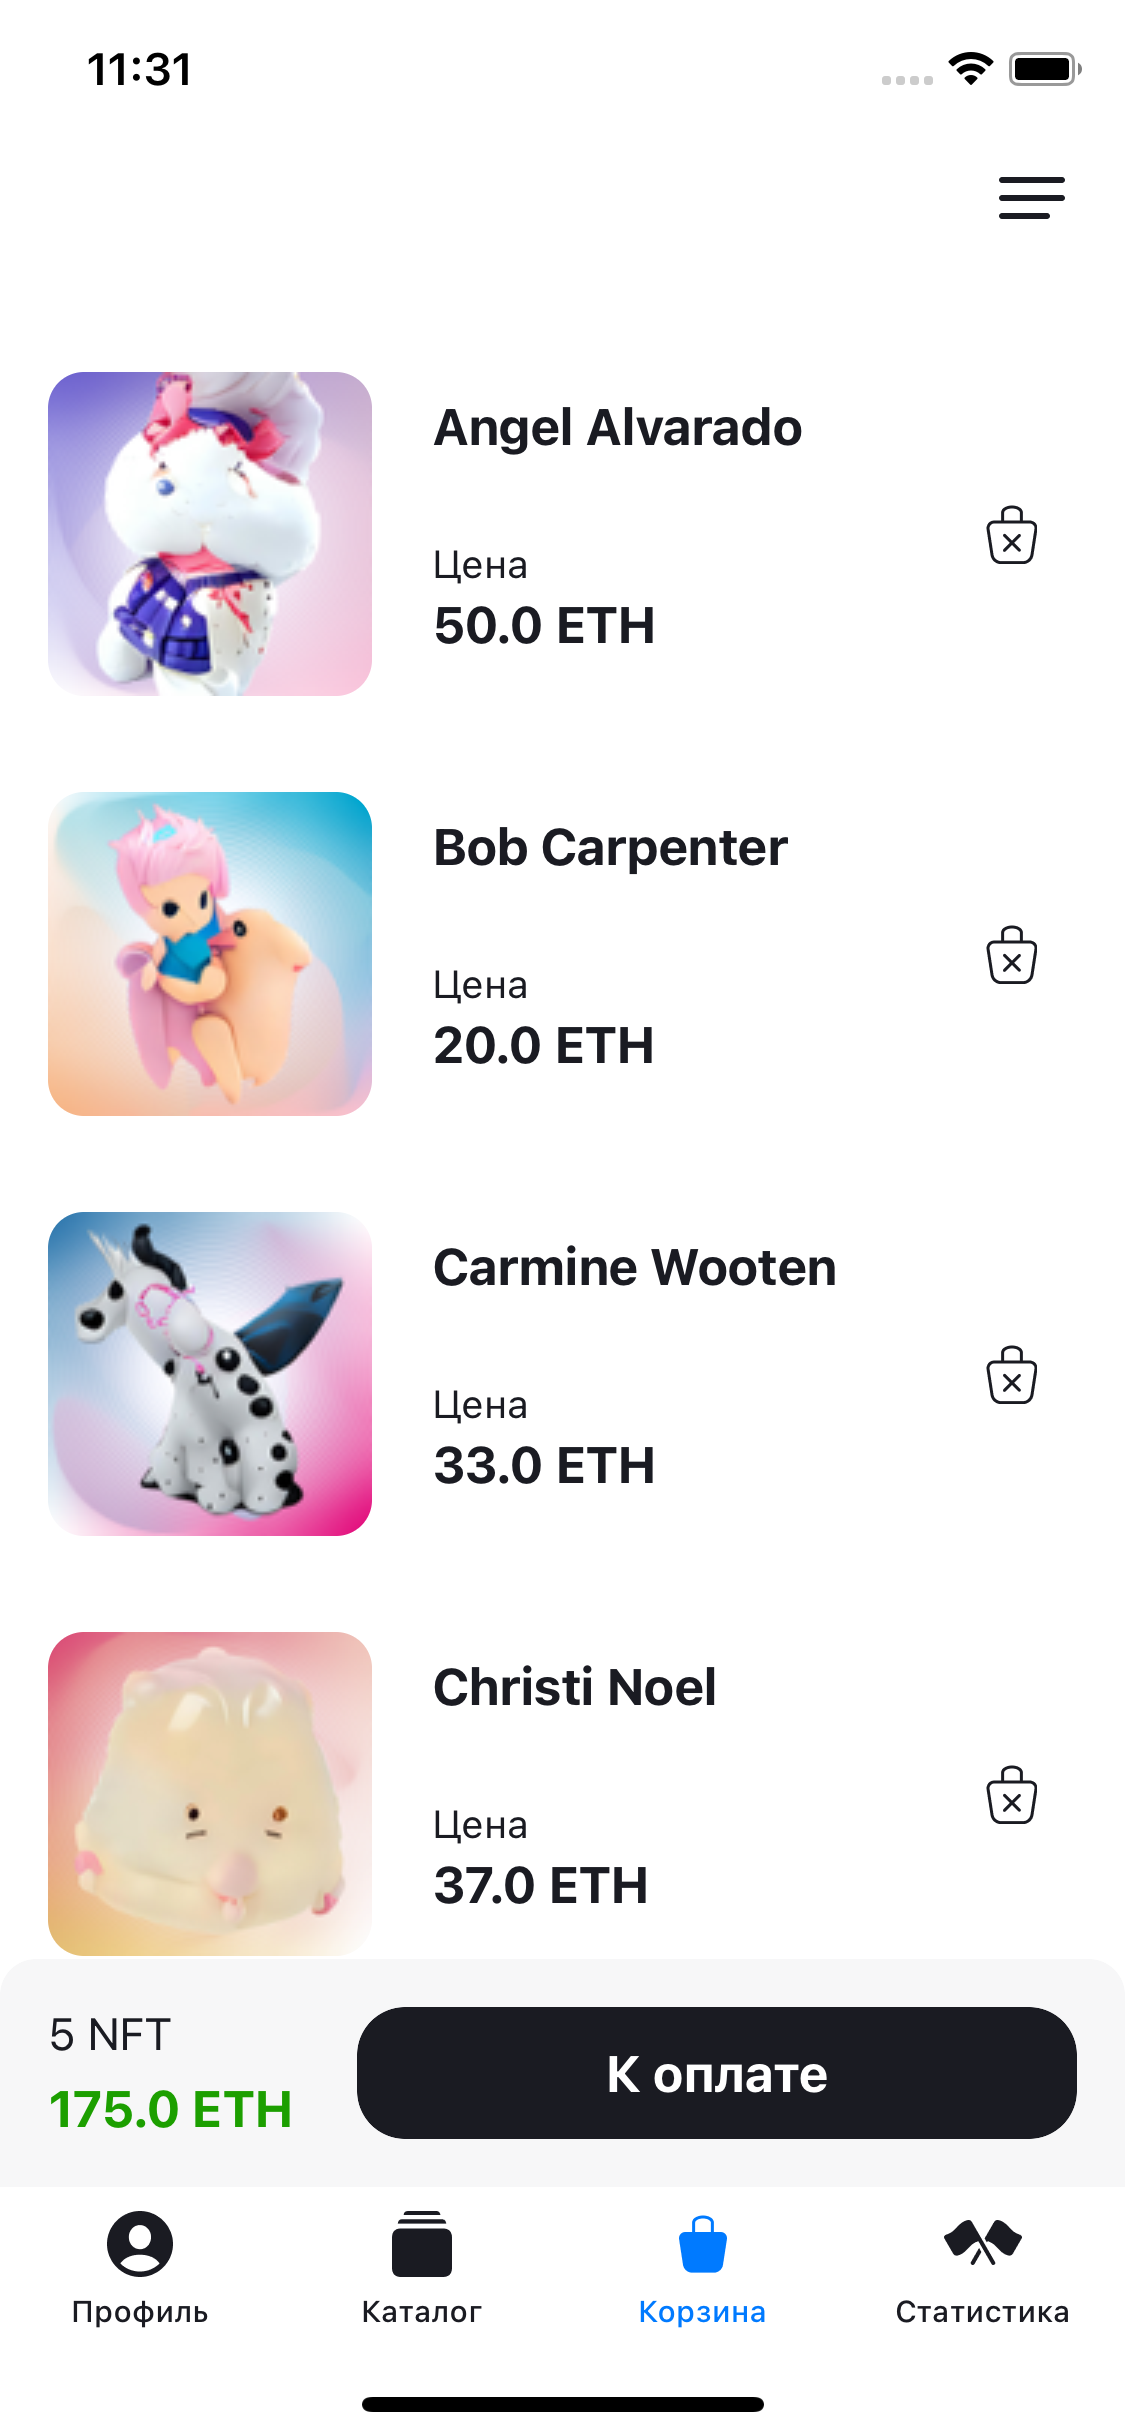 11:31
Angel Alvarado
Цена
50.0 ETH
Bob Carpenter
Цена
20.0 ETH
Carmine Wooten
Цена
33.0 ETH
Christi Noel
Цена
37.0 ETH
5 NFT
175.0 ETH
К оплате
Профиль
Каталог
Корзина
Статистика